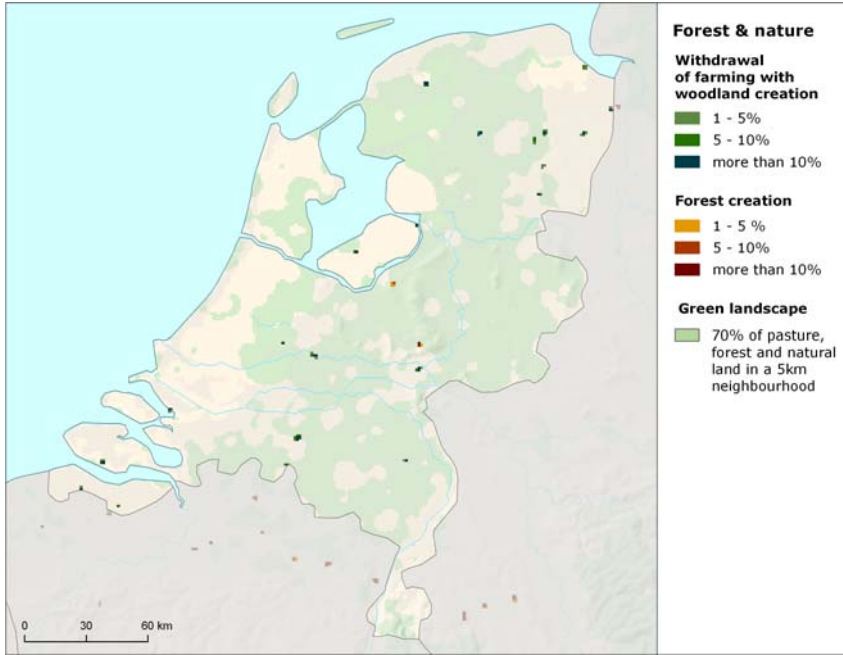 Forest & nature
Withdrawal
of farming with
woodland creation
1 - 5%
5 - 10%
more than 10%
Forest creation
1 - 5 %
5 - 10%
more than 10%
Green landscape
70% of pasture,
forest and natural
land in a 5km
neighbourhood
0 30 60 km